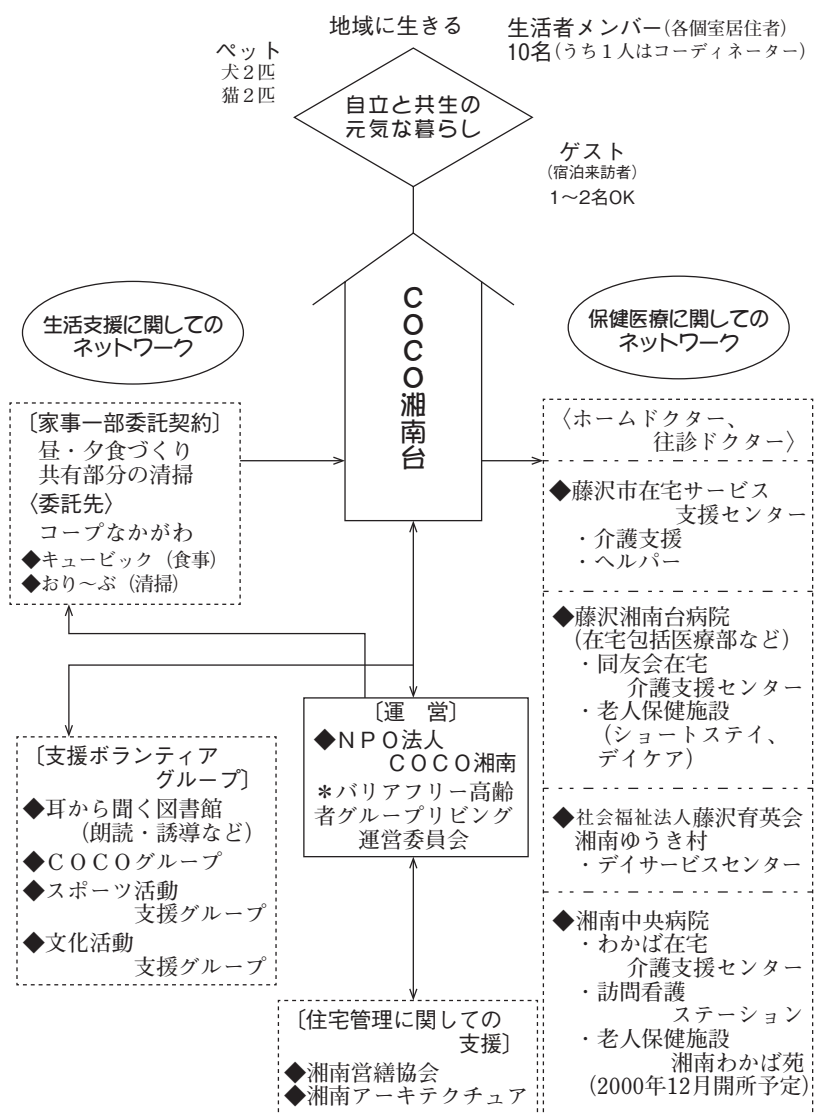 地域に生きる
ペット
犬2匹
猫2匹
生活者メンバー(各個室居住者)
10名(うち1人はコーディネーター)
自立と共生の
元気な暮らし
ゲスト
(宿泊来訪者)
1〜2名OK
COCO湘南台
生活支援に関しての
ネットワーク
保健医療に関しての
ネットワーク
〔家事一部委託契約〕
昼・夕食づくり
共有部分の清掃
〈委託先〉
コープなかがわ
◆キュービック(食事)
◆おり〜ぶ(清掃)
〔支援ボランティア
グループ〕
◆耳から聞く図書館
(朗読・誘導など)
◆COCOグループ
◆スポーツ活動
支援グループ
◆文化活動
支援グループ
〔運 営〕
◆NPO法人
COCO湘南
*バリアフリー高齢
者グループリビング
運営委員会
〔住宅管理に関しての
支援〕
◆湘南営繕協会
◆湘南アーキテクチュア
〈ホームドクター、
往診ドクター〉
◆藤沢市在宅サービス
支援センター
・介護支援
・ヘルパー
◆藤沢湘南台病院
(在宅包括医療部など)
・同友会在宅
介護支援センター
・老人保健施設
(ショートステイ、
デイケア)
◆社会福祉法人藤沢育英会
湘南ゆうき村
・デイサービスセンター
◆湘南中央病院
・わかば在宅
介護支援センター
・訪問看護
ステーション
・老人保健施設
湘南わかば苑
(2000年12月開所予定)